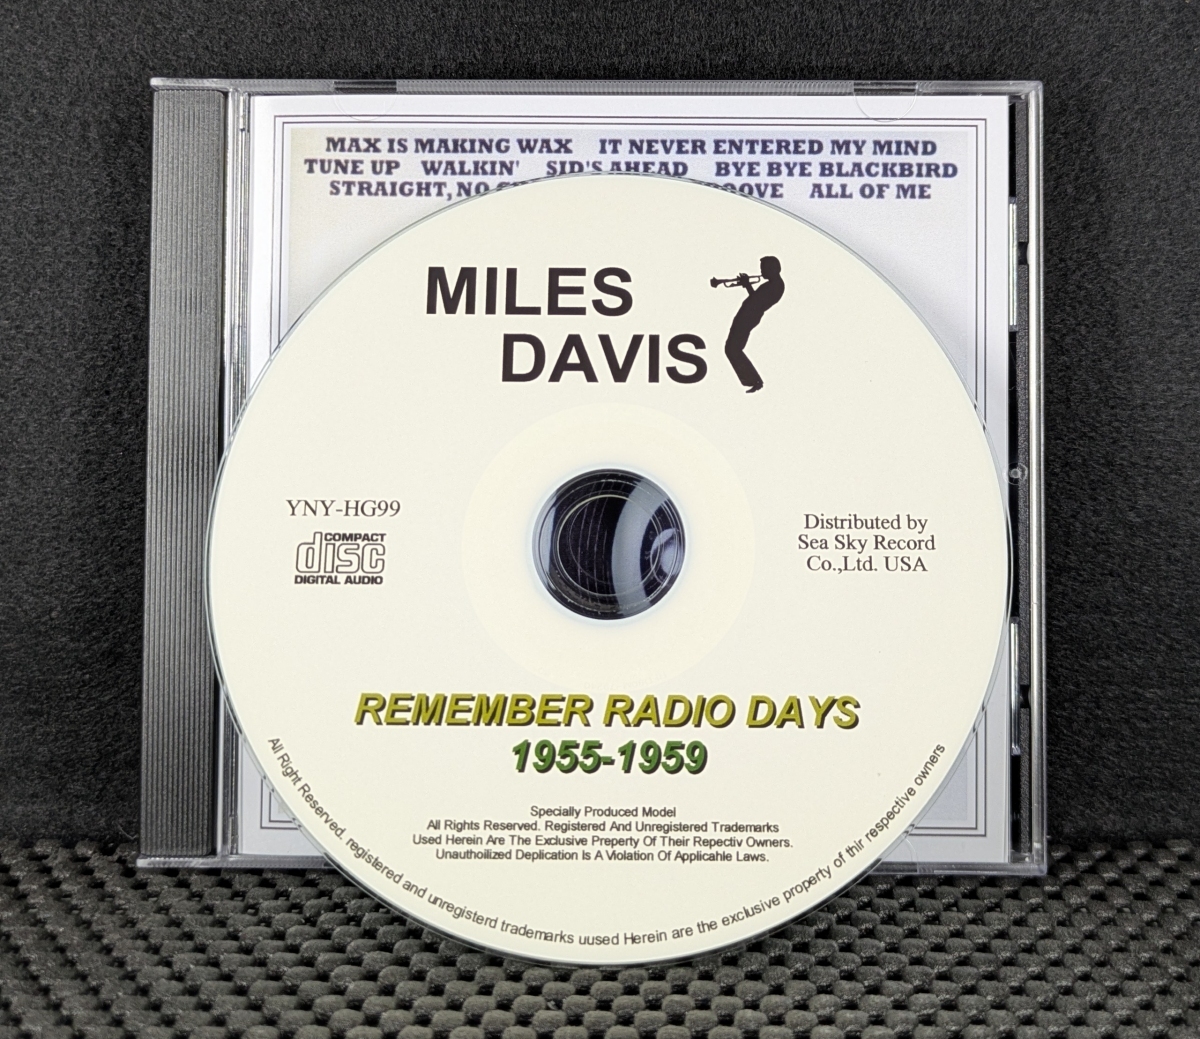 MAX IS MAKING WAX IT NEVER ENTERED MY MIND
TUNE UP WALKIN' SID'S AHEAD BYE BYE BLACKBIRD
STRAIGHT, NO ALL OF ME
MILES
DAVIS
YNY-HG99
COMPACT
disc
DIGITAL AUDIO
Distributed by
Sea Sky Record
Co.,Ltd. USA
REMEMBER RADIO DAYS
1955-1959
Specially Produced Model
All Rights Reserved. Registered And Unregistered Trademarks
Used Herein Are The Exclusive Preperty Of Their Repectiv Owners.
Unauthoilized Deplication Is A Violation Of Applicahle Laws.
All Right Reserved. registered and unregisterd trademarks uused Herein are the exclusive property of thir respective owners